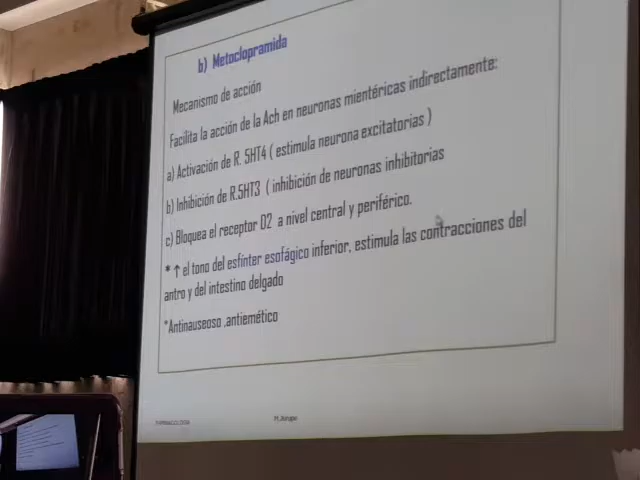 b) Metoclopramida
Mecanismo de acción
Facilita la acción de la Ach en neuronas mientéricas indirectamente:
a) Activación de R. 5HT4 ( estimula neurona excitatorias )
b) Inhibición de R.5HT3 ( inhibición de neuronas inhibitorias
c) Bloquea el receptor D2 a nivel central y periférico.
* ↑ el tono del esfínter esofágico inferior, estimula las contracciones del
antro y del intestino delgado
*Antinauseoso ,antiemético